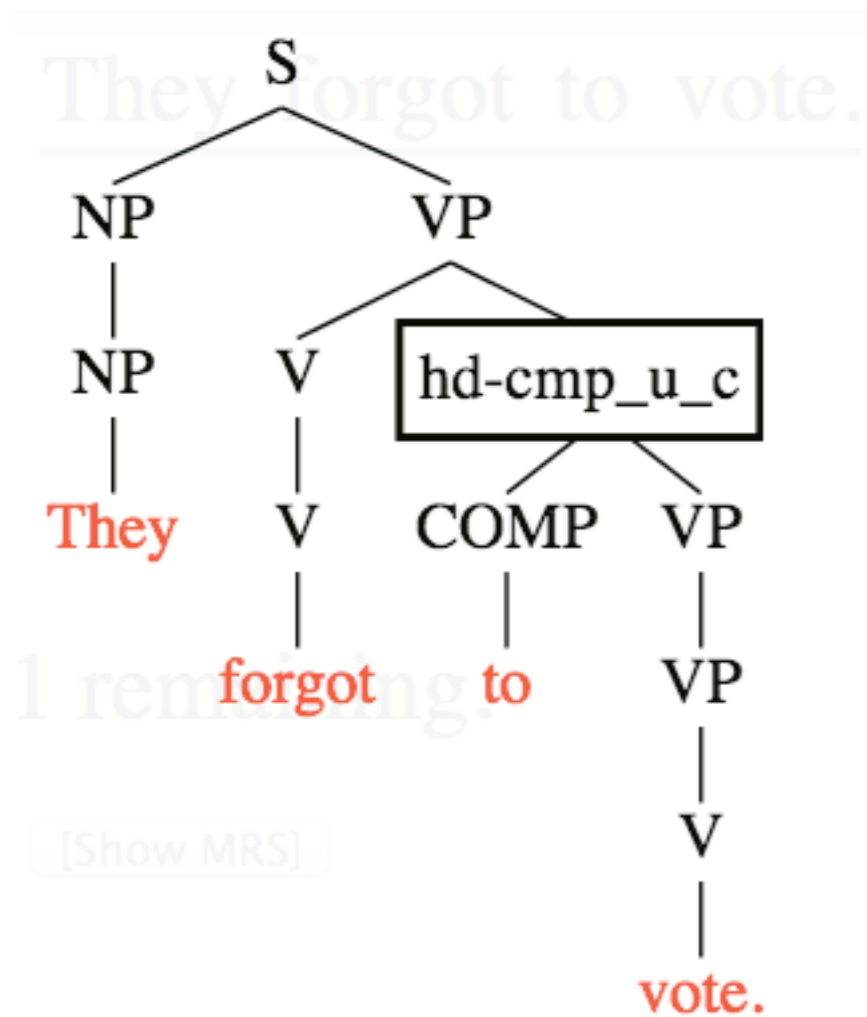 They forgot to vote.
S
NP VP
NP V hd-cmp_u_c
They V COMP VP
forgot to VP
1 remaining.
V
[Show MRS]
vote.